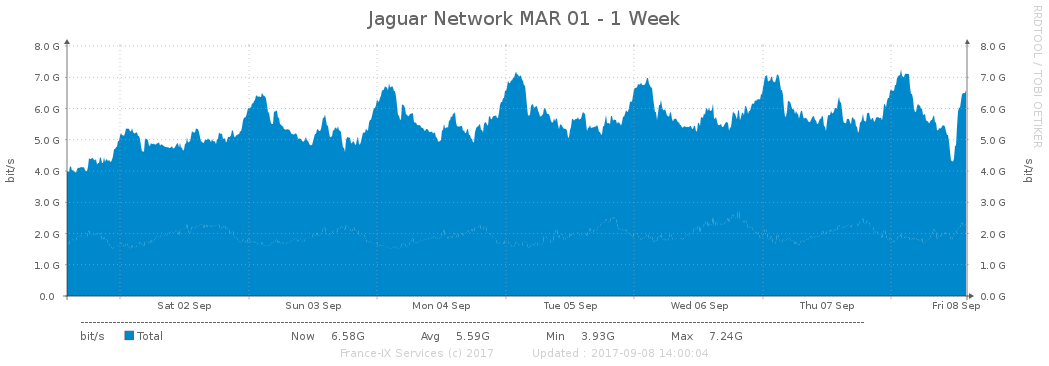 Jaguar Network MAR 01 - 1 Week
RRDTOOL / TOBI OETIKER
bit/s
bit/s
8.0 G 8.0 G
7.0 G 7.0 G
6.0 G 6.0 G
5.0 G 5.0 G
4.0 G 4.0 G
3.0 G 3.0 G
2.0 G 2.0 G
1.0 G 1.0 G
0.0 0.0 G
Sat 02 Sep Sun 03 Sep Mon 04 Sep Tue 05 Sep Wed 06 Sep Thu 07 Sep Fri 08 Sep
bit/s Total Now 6.58G Avg 5.59G Min 3.93G Max 7.24G
France-IX Services (c) 2017 Updated : 2017-09-08 14:00:04